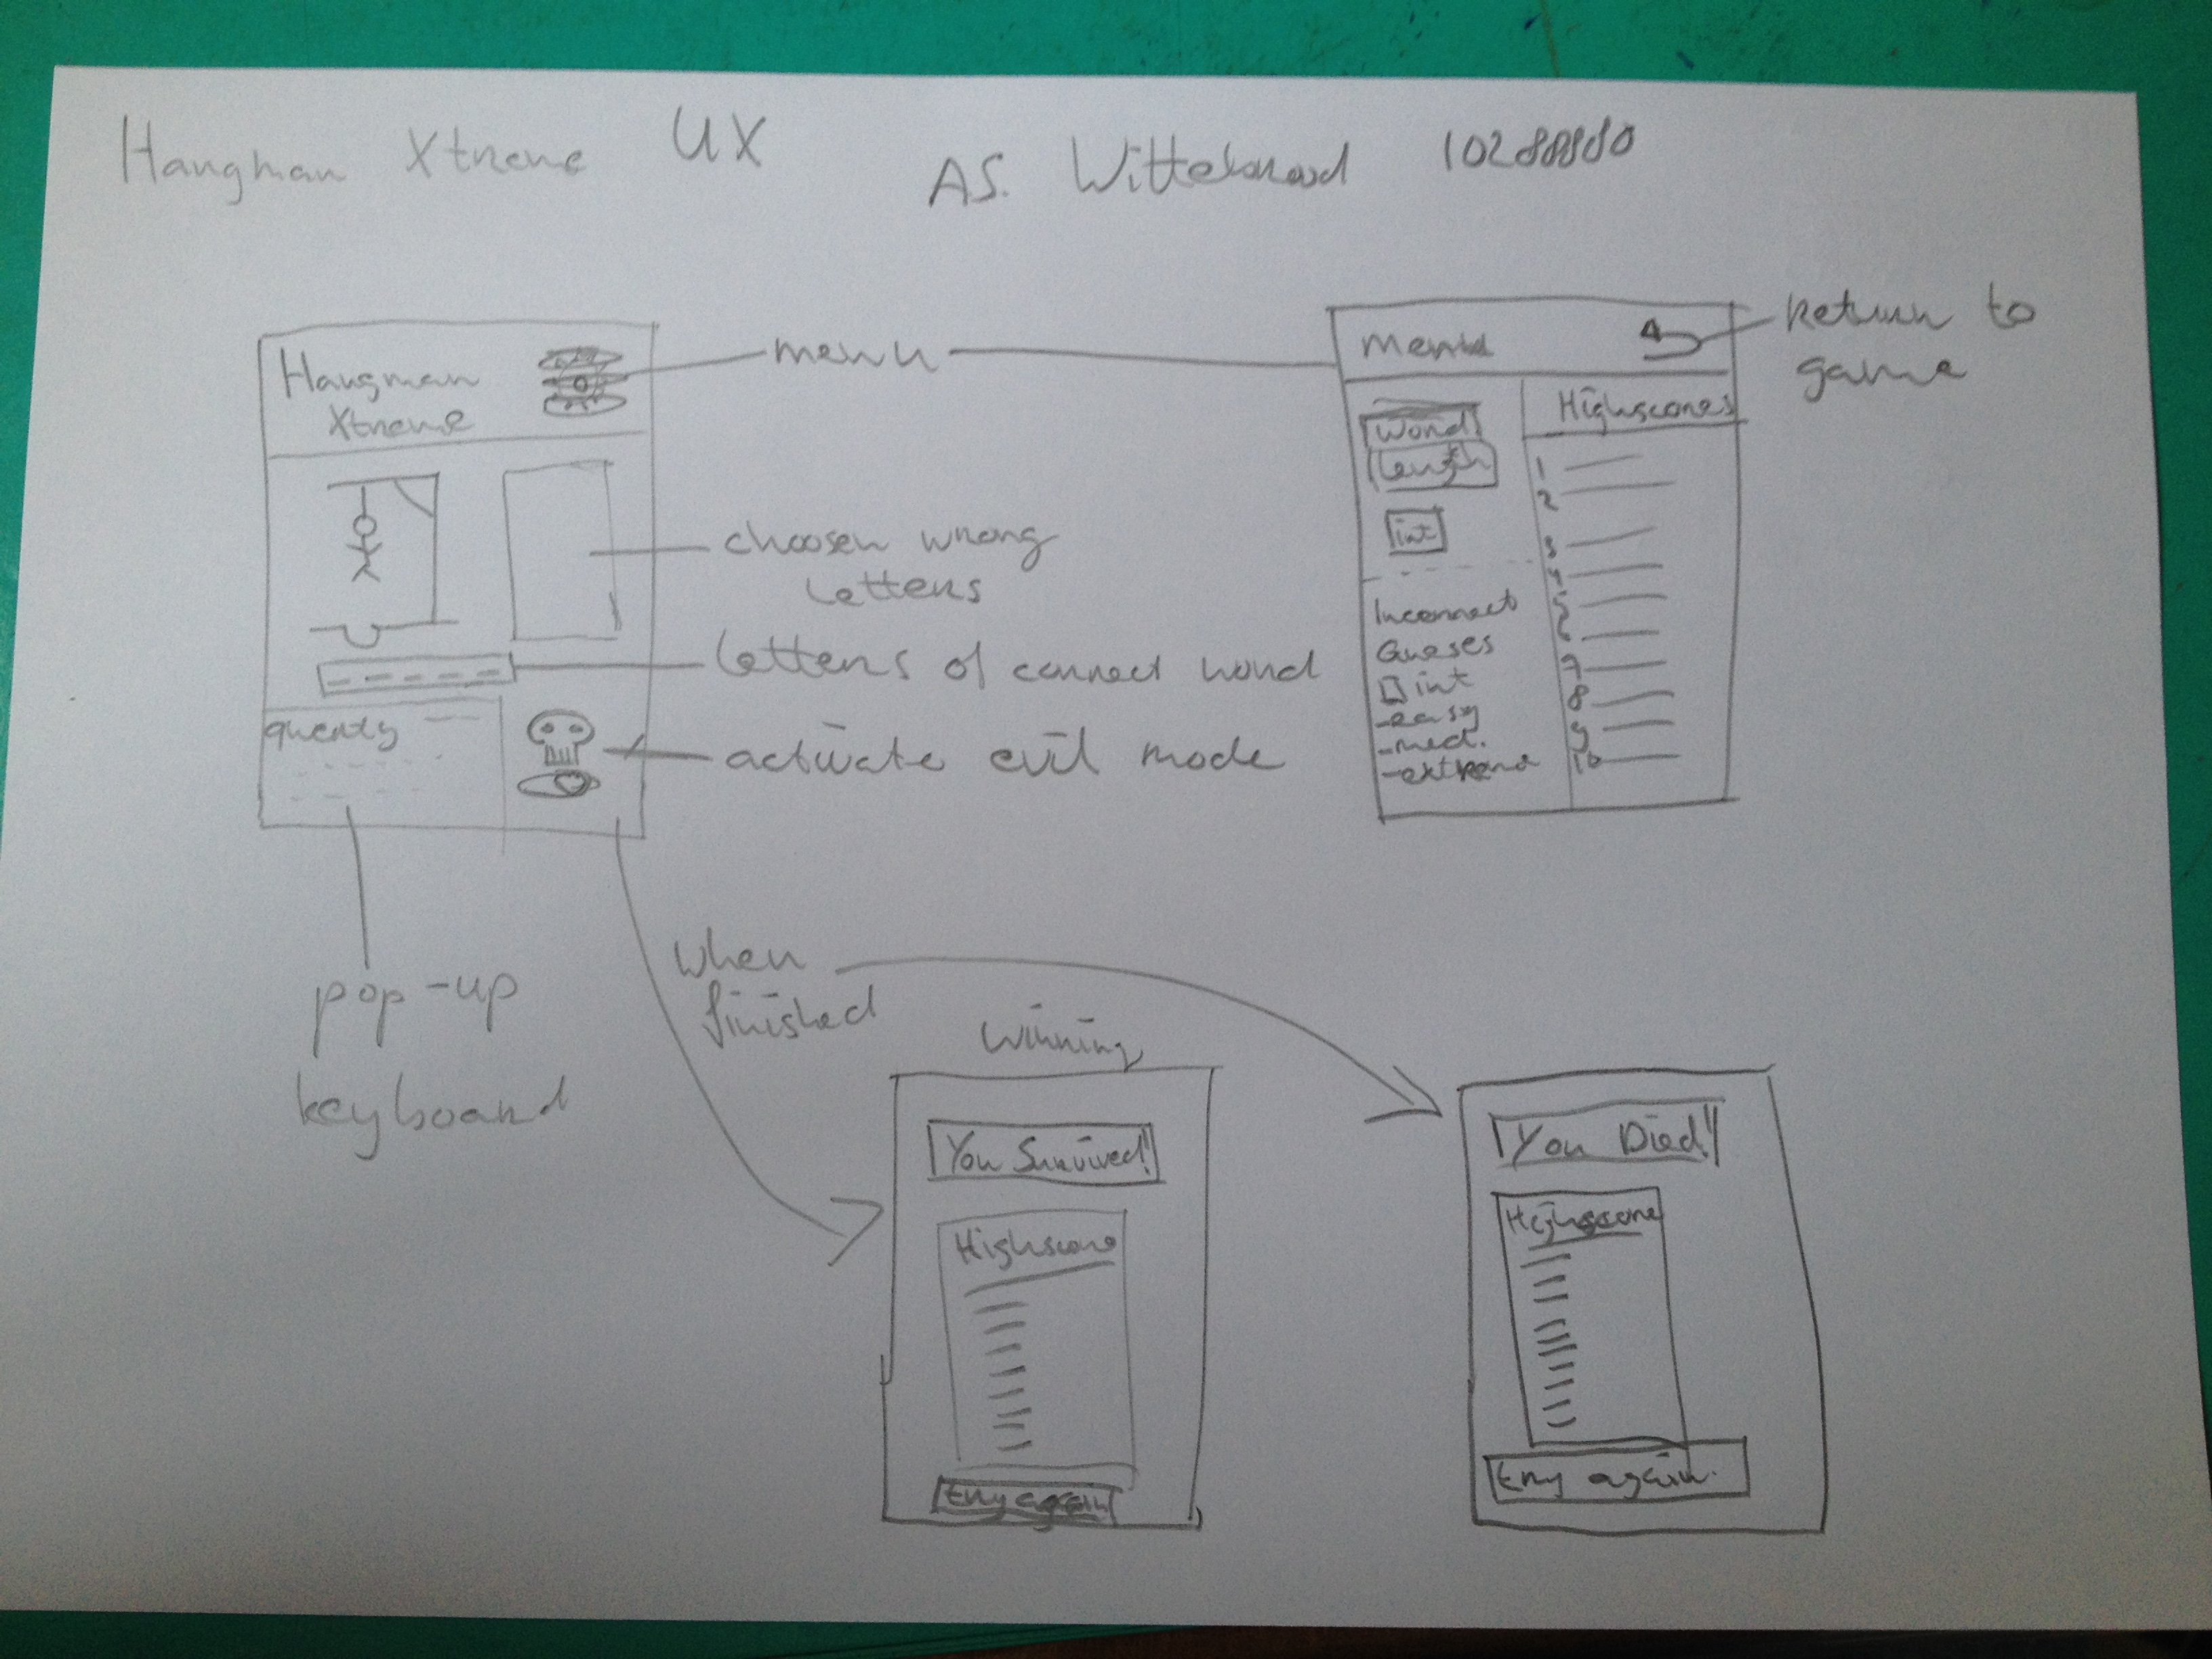 Hangman Xtreme UX AS. Wittebrood
Hangman
Xtreme
menu
choosen wrong
letters
letters of correct word
activate evil mode
qwerty
pop-up
keyboard
menu
return to
game
Word
Length
int
Incorrect
Guesses
int
-easy
-med.
-extreme
Highscores
1
2
3
4
5
6
7
8
9
10
when
finished
winning
You Survived!
Highscore
try again
You Died!
Highscore
try again